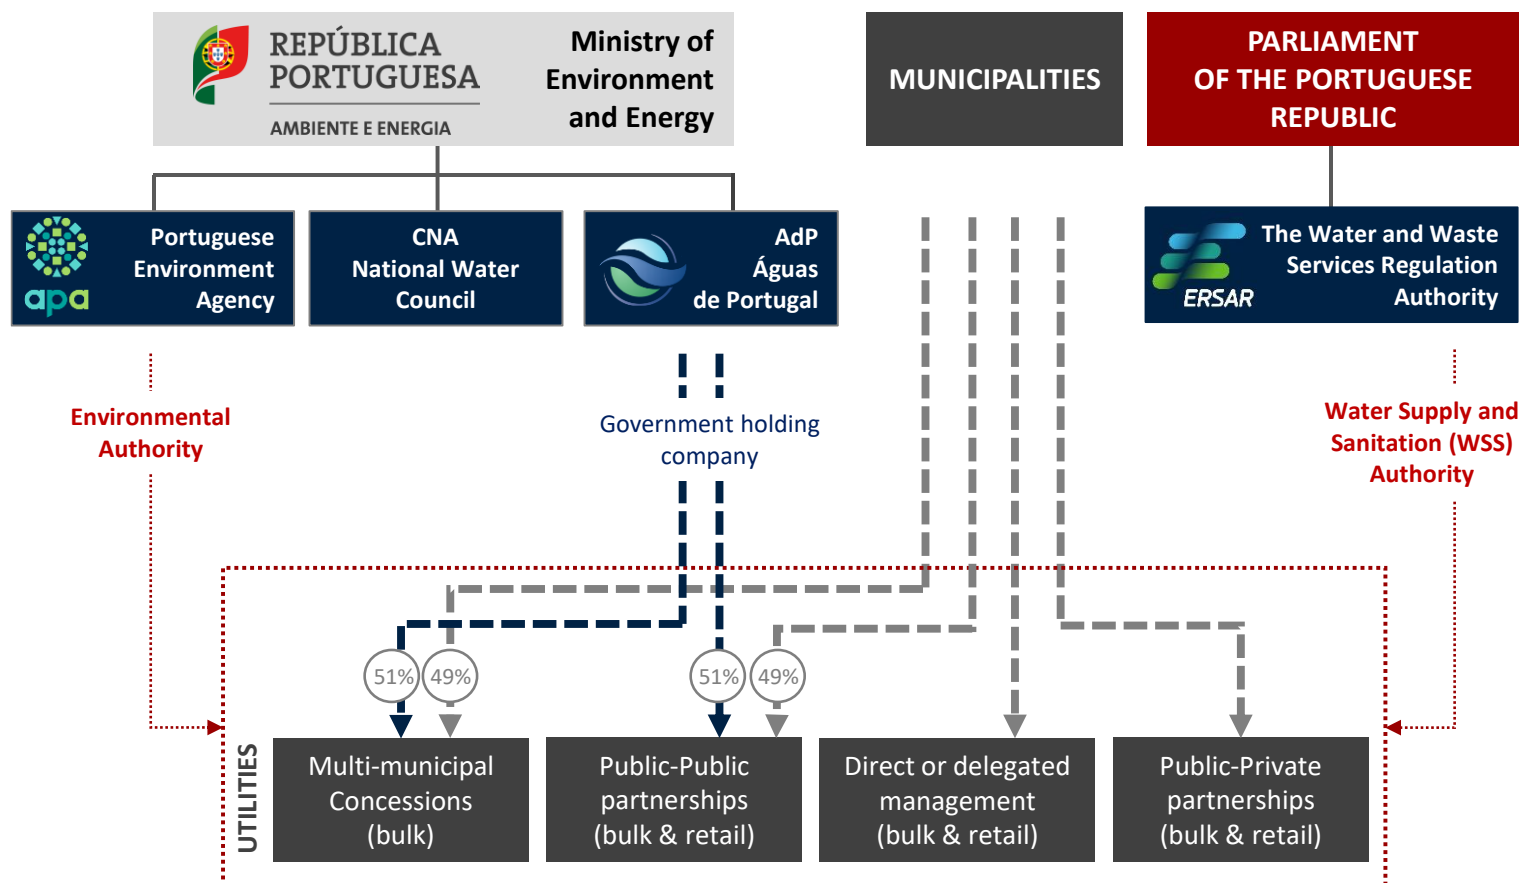 REPÚBLICA
PORTUGUESA
AMBIENTE E ENERGIA
Ministry of
Environment
and Energy
MUNICIPALITIES
PARLIAMENT
OF THE PORTUGUESE
REPUBLIC
apa
Portuguese
Environment
Agency
CNA
National Water
Council
AdP
Águas
de Portugal
ERSAR
The Water and Waste
Services Regulation
Authority
Environmental
Authority
Government holding
company
Water Supply and
Sanitation (WSS)
Authority
51%
49%
51%
49%
UTILITIES
Multi-municipal
Concessions
(bulk)
Public-Public
partnerships
(bulk & retail)
Direct or delegated
management
(bulk & retail)
Public-Private
partnerships
(bulk & retail)